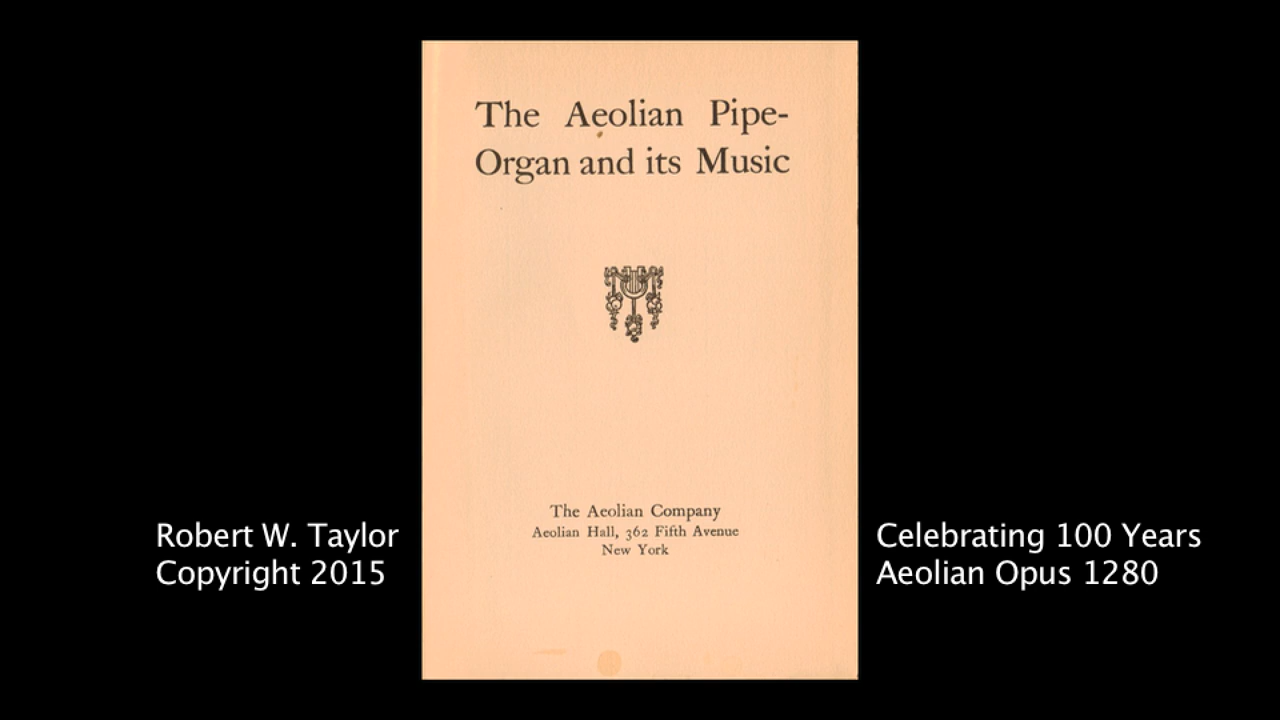 The Aeolian Pipe-
Organ and its Music
The Aeolian Company
Aeolian Hall, 362 Fifth Avenue
New York
Robert W. Taylor
Copyright 2015
Celebrating 100 Years
Aeolian Opus 1280